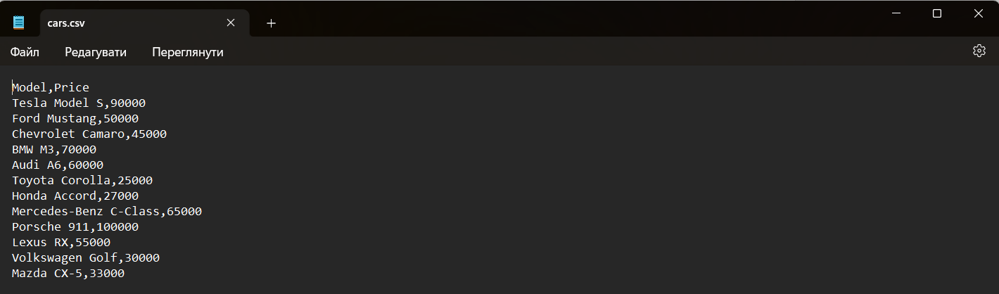 cars.csv
Файл Редагувати Переглянути
Model,Price
Tesla Model S,90000
Ford Mustang,50000
Chevrolet Camaro,45000
BMW M3,70000
Audi A6,60000
Toyota Corolla,25000
Honda Accord,27000
Mercedes-Benz C-Class,65000
Porsche 911,100000
Lexus RX,55000
Volkswagen Golf,30000
Mazda CX-5,33000